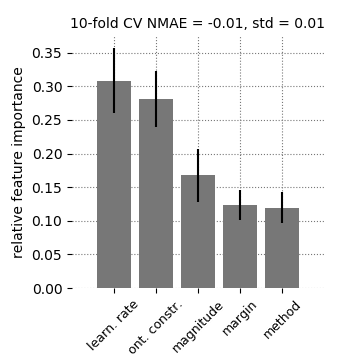 10-fold CV NMAE = -0.01, std = 0.01
relative feature importance
0.35
0.30
0.25
0.20
0.15
0.10
0.05
0.00
learn. rate
ont. constr.
magnitude
margin
method